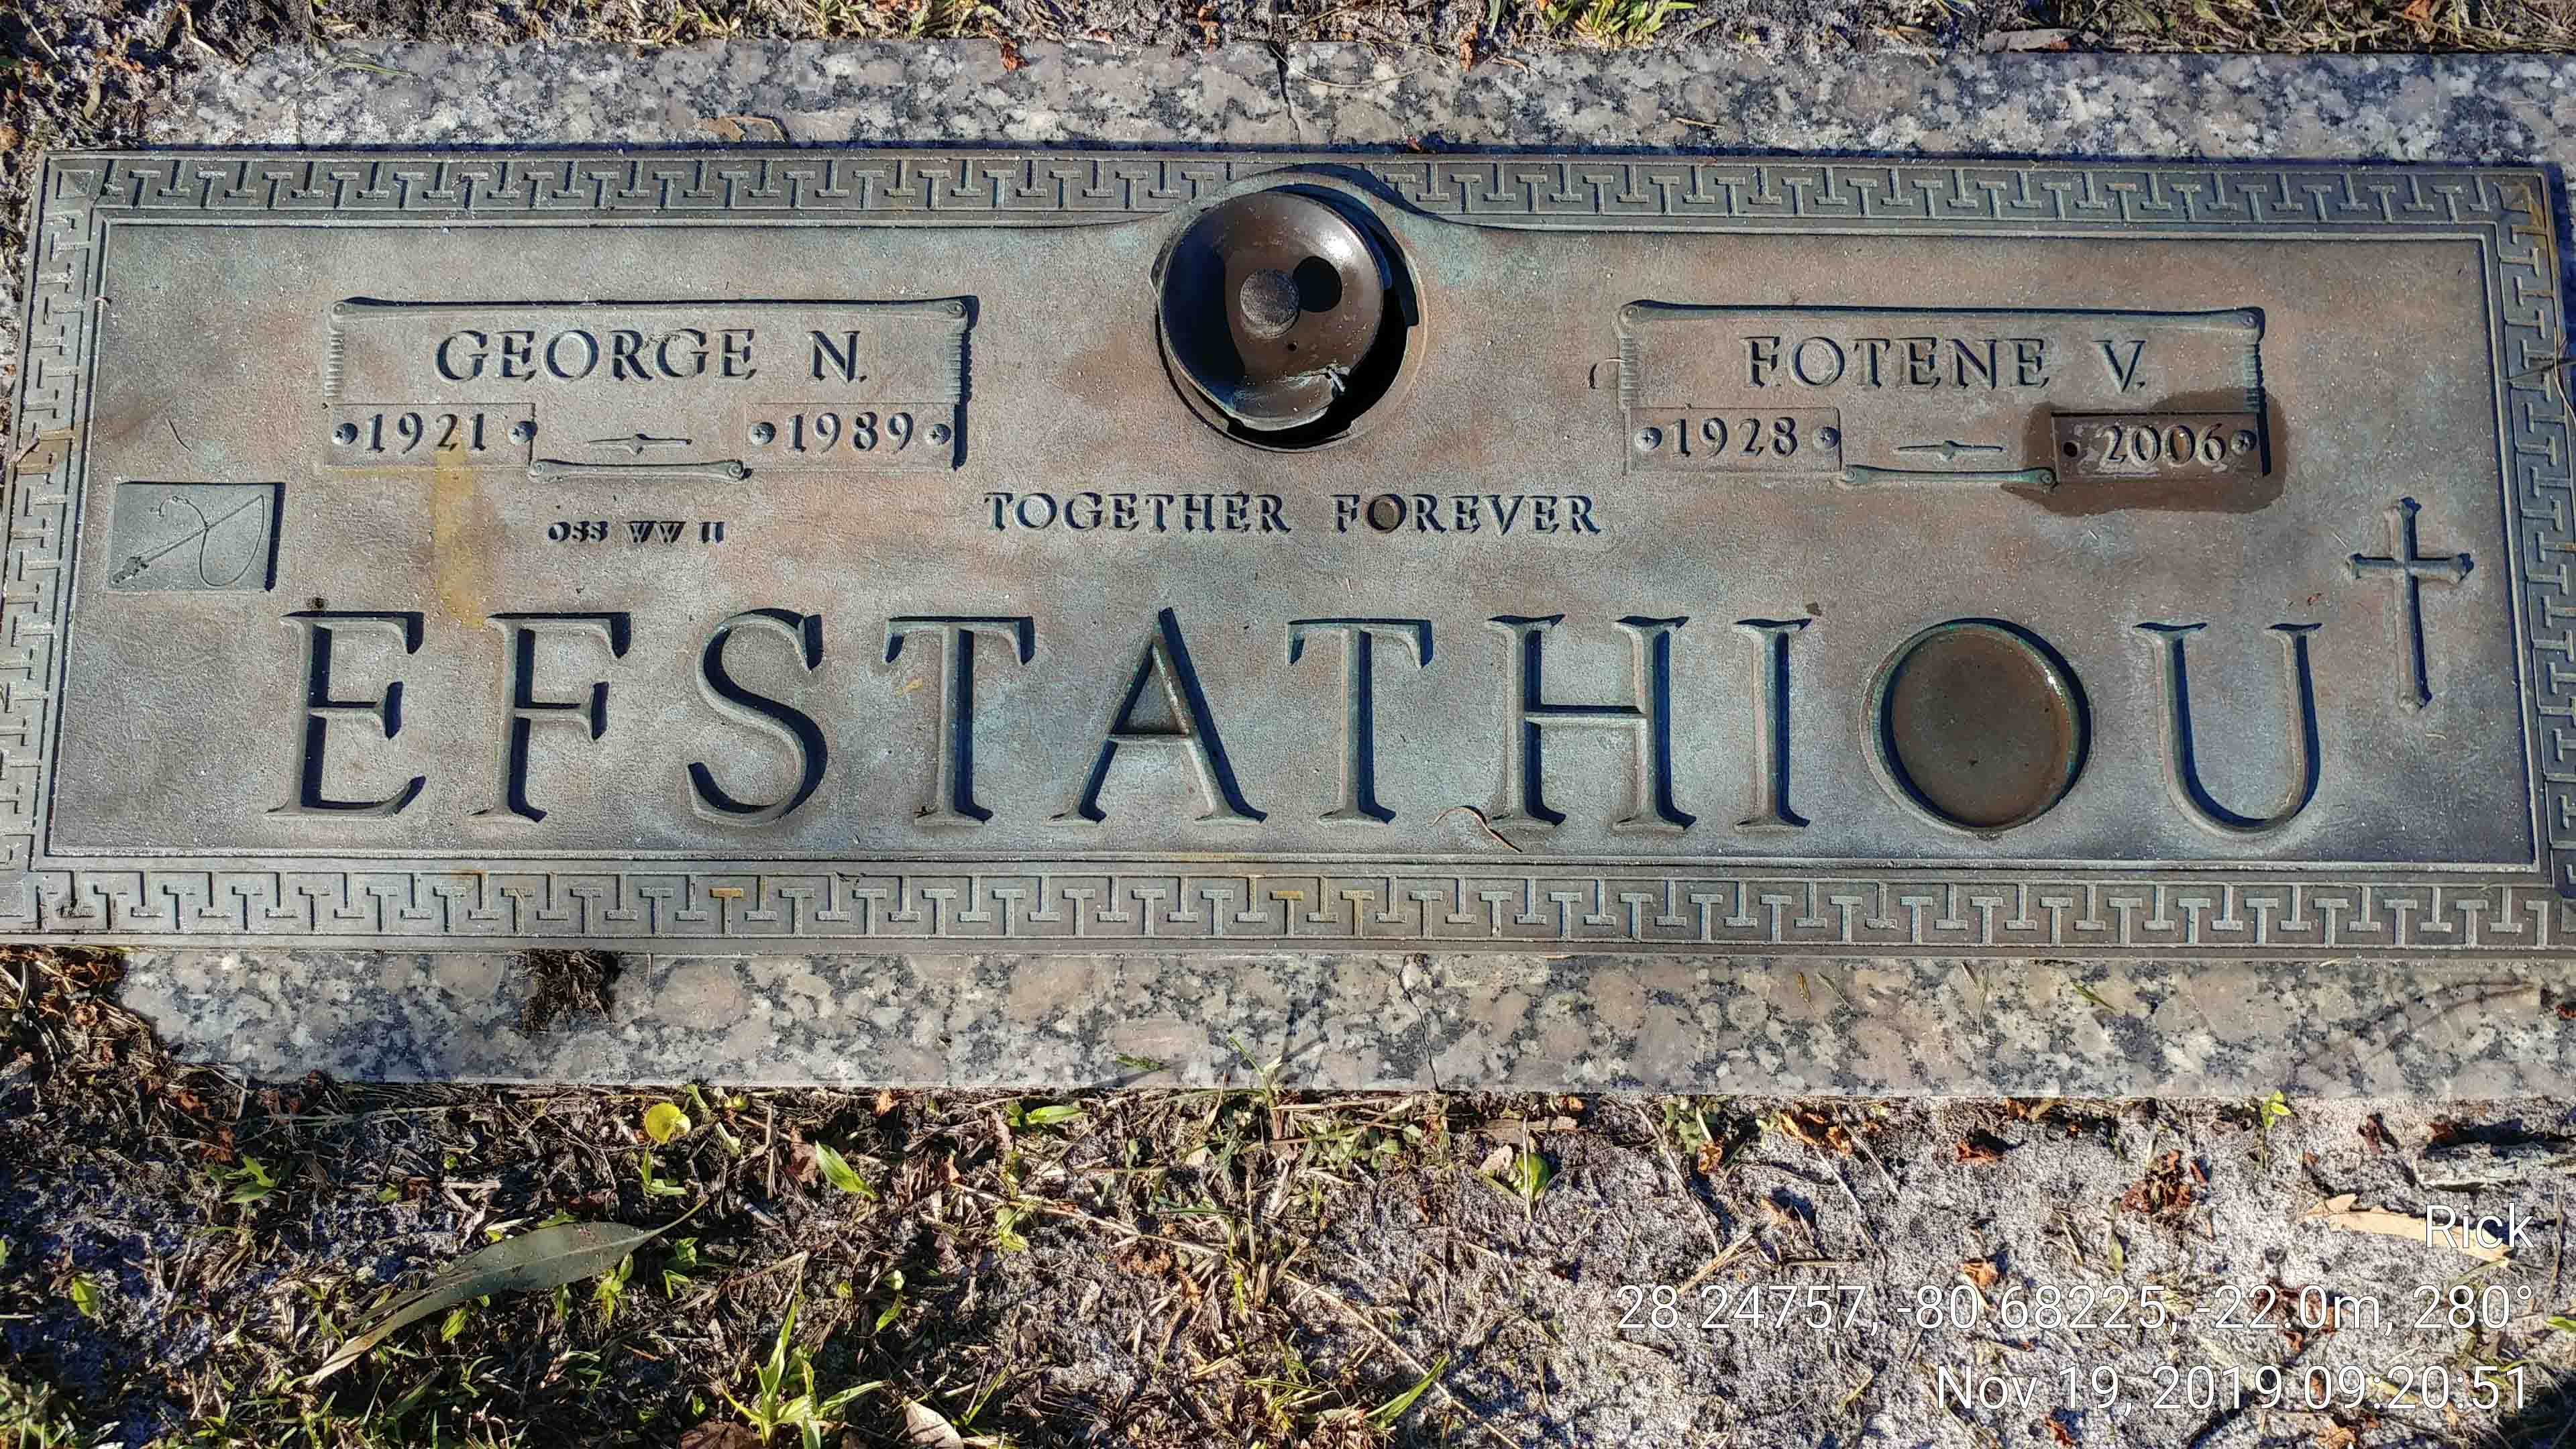 GEORGE N.
1921 1989
OSS WW II
TOGETHER FOREVER
FOTENE V.
1928 2006
EFSTATHIOU
Rick
28.24757, -80.68225, -22.0m, 280°
Nov 19, 2019 09:20:51